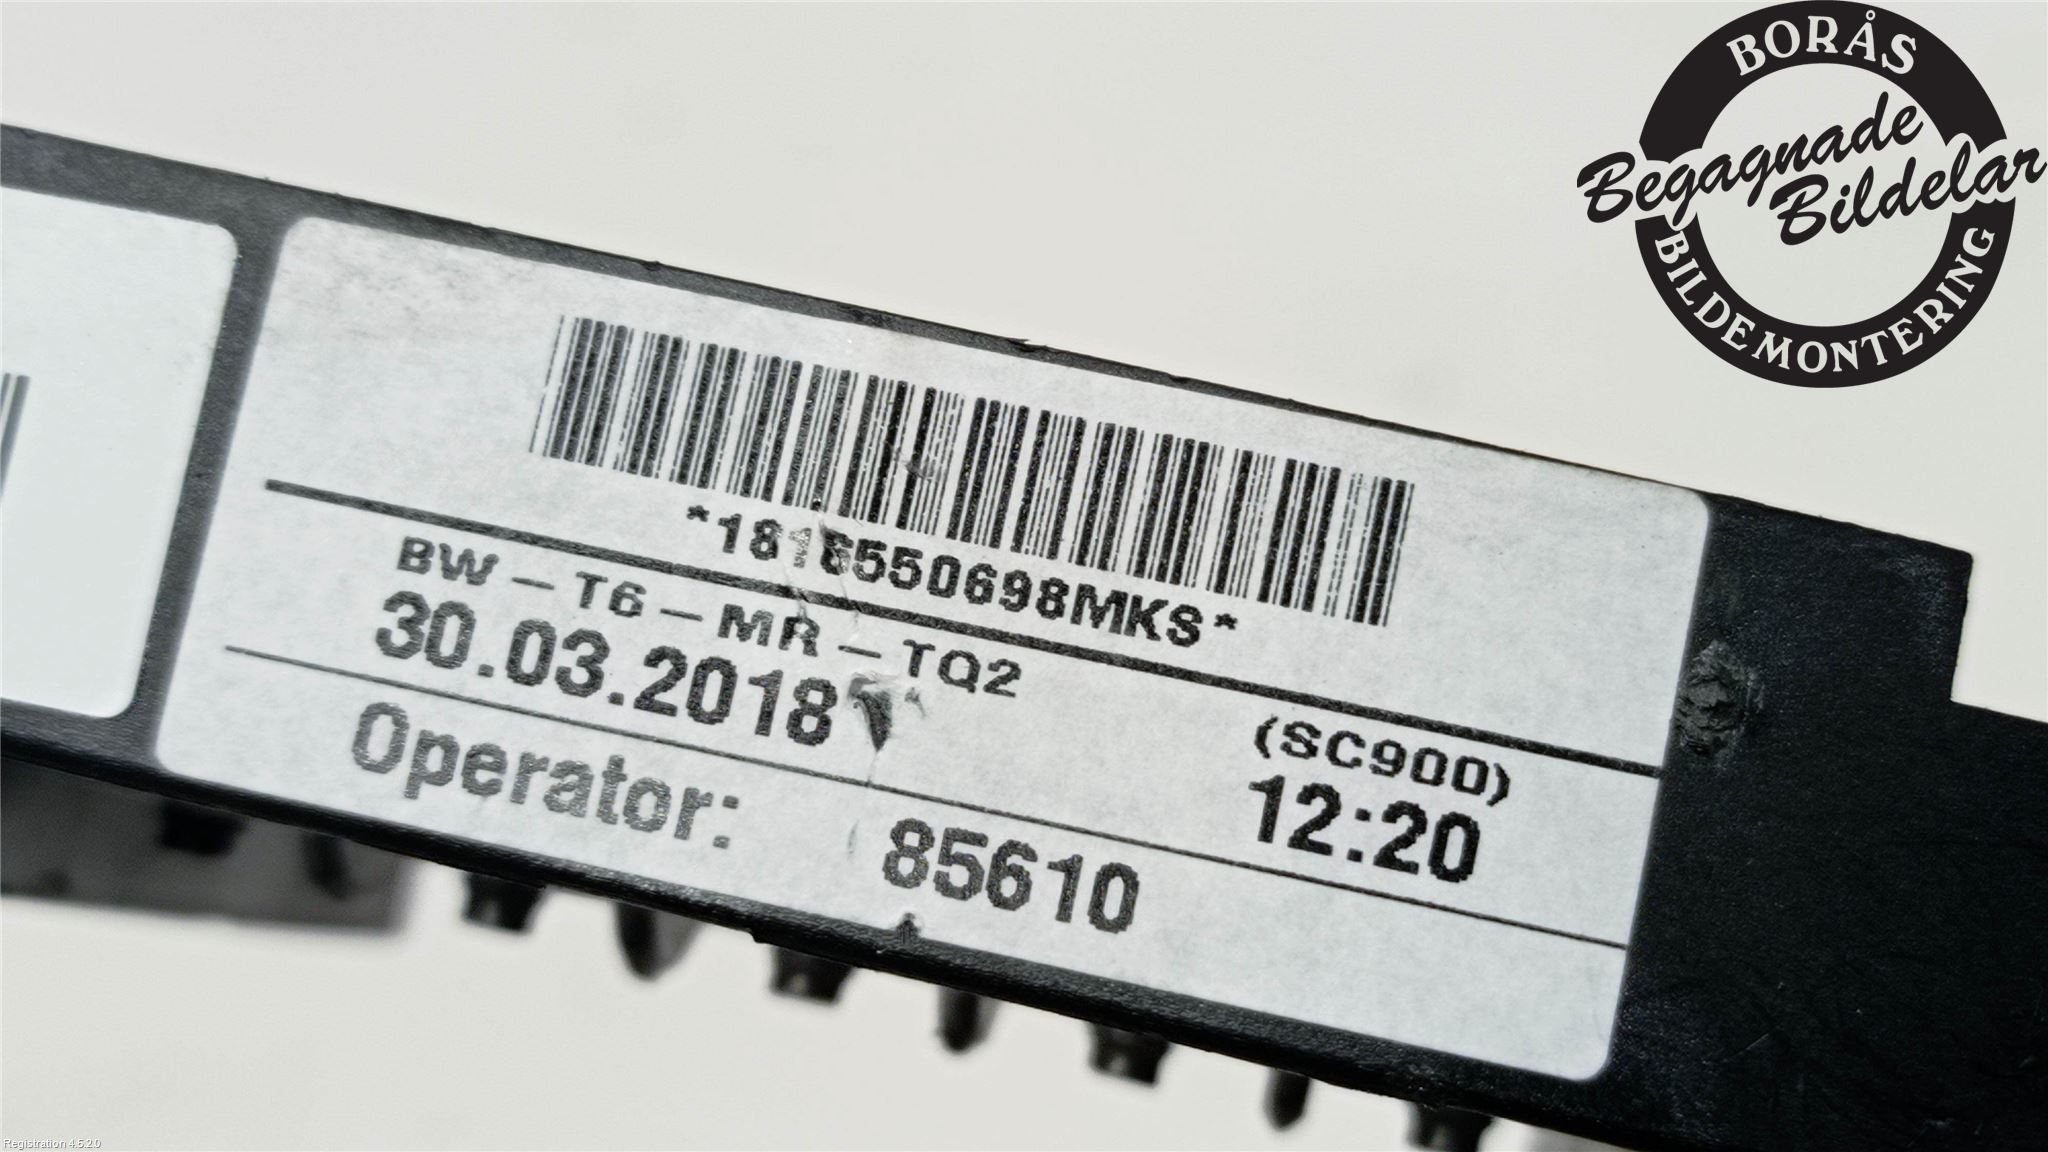 BORÅS
Begagnade
Bildelar
BILDEMONTERING
*1816550698MKS*
BW - T6 - MR - TQ2
(SC900)
30.03.2018
12:20
Operator: 85610
Registration 4.5.2.0